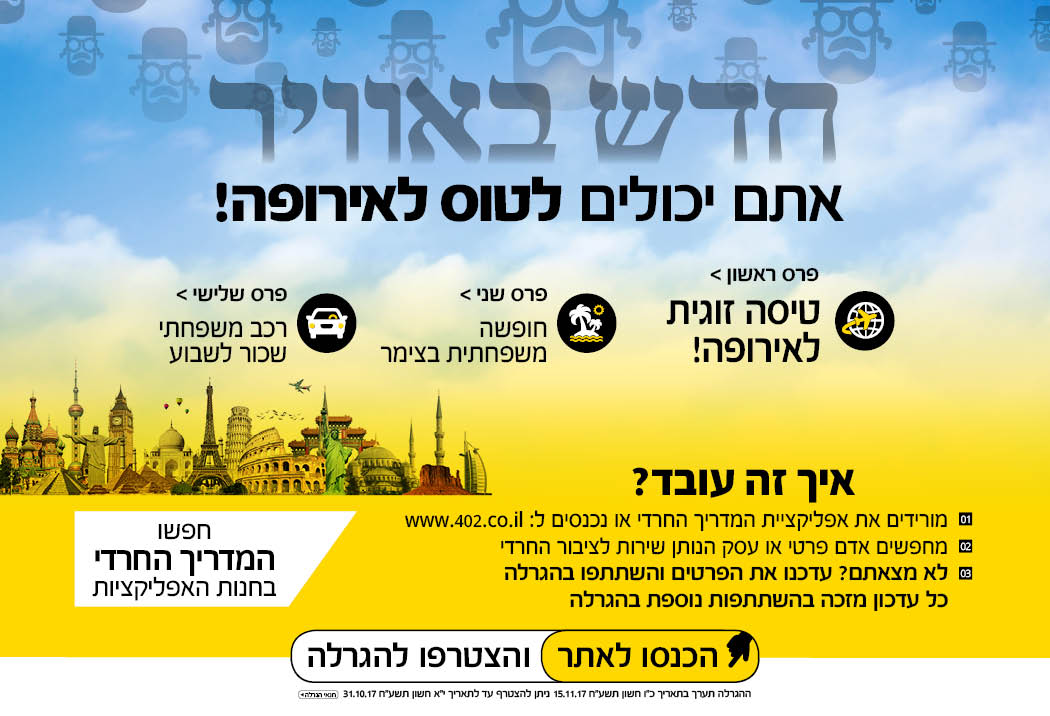 חדש באוויר
אתם יכולים לטוס לאירופה!
פרס ראשון >
טיסה זוגית
לאירופה!
פרס שני >
חופשה
משפחתית בצימר
פרס שלישי >
רכב משפחתי
שכור לשבוע
איך זה עובד?
01 מורידים את אפליקציית המדריך החרדי או נכנסים ל: www.402.co.il
02 מחפשים אדם פרטי או עסק הנותן שירות לציבור החרדי
03 לא מצאתם? עדכנו את הפרטים והשתתפו בהגרלה
כל עדכון מזכה בהשתתפות נוספת בהגרלה
חפשו
המדריך החרדי
בחנות האפליקציות
הכנסו לאתר והצטרפו להגרלה
ההגרלה תערך בתאריך כ"ו חשון תשע"ח 15.11.17 ניתן להצטרף עד לתאריך י"א חשון תשע"ח 31.10.17 תנאי הגרלה >